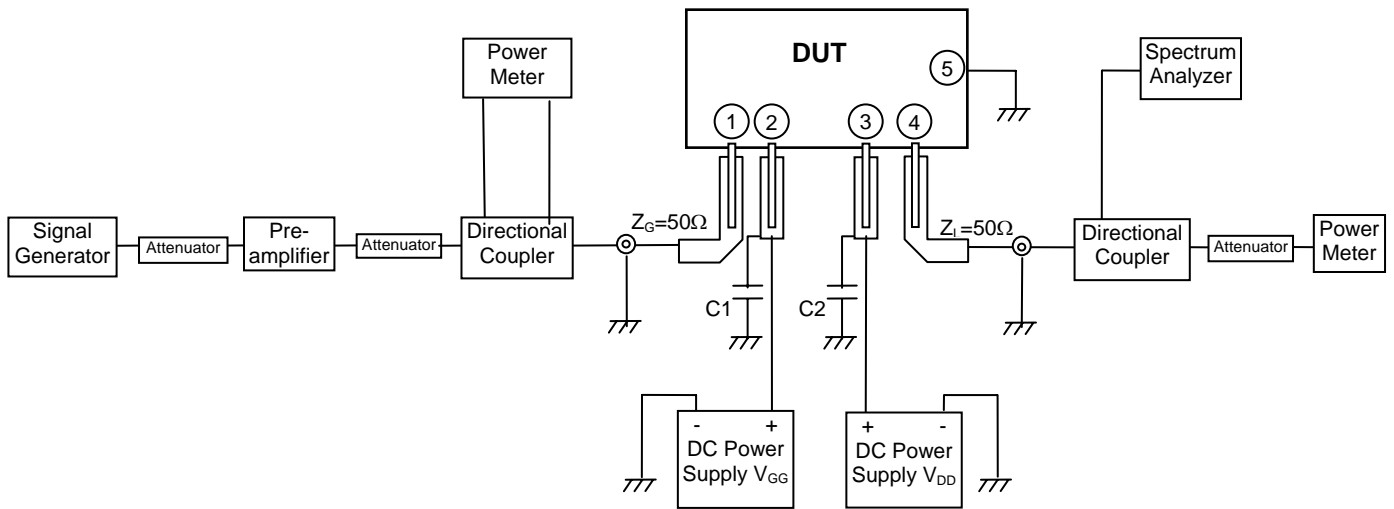 Power
Meter
DUT
5
Spectrum
Analyzer
1
2
3
4
Signal
Generator
Attenuator
Pre-
amplifier
Attenuator
Directional
Coupler
ZG=50Ω
ZL=50Ω
Directional
Coupler
Attenuator
Power
Meter
C1
C2
- +
DC Power
Supply VGG
+ -
DC Power
Supply VDD